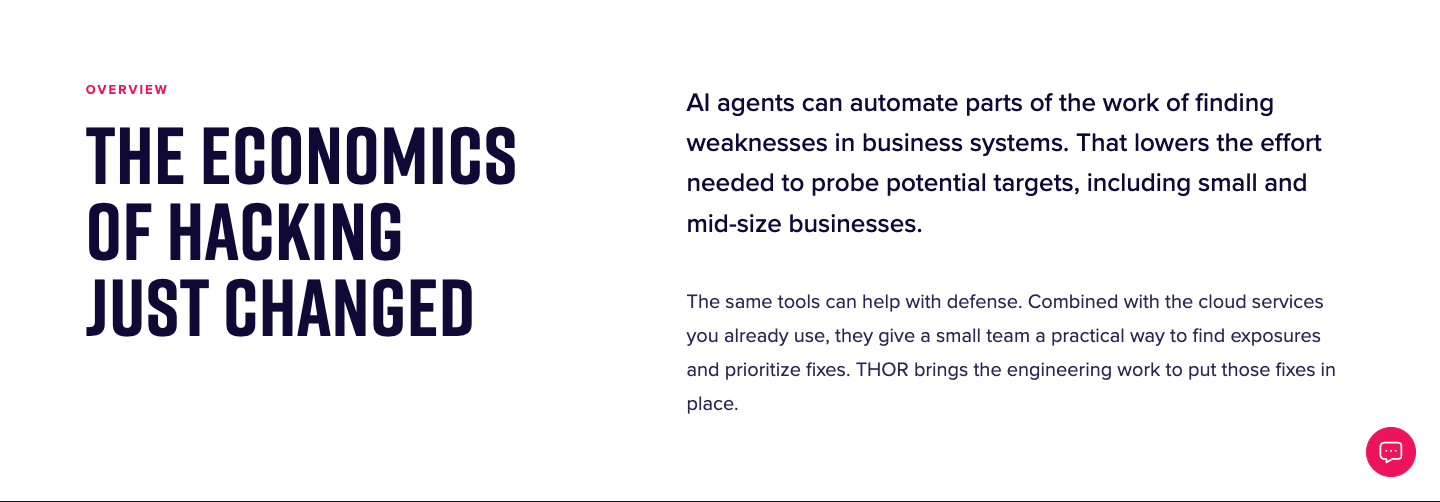 OVERVIEW
THE ECONOMICS
OF HACKING
JUST CHANGED
AI agents can automate parts of the work of finding
weaknesses in business systems. That lowers the effort
needed to probe potential targets, including small and
mid-size businesses.
The same tools can help with defense. Combined with the cloud services
you already use, they give a small team a practical way to find exposures
and prioritize fixes. THOR brings the engineering work to put those fixes in
place.